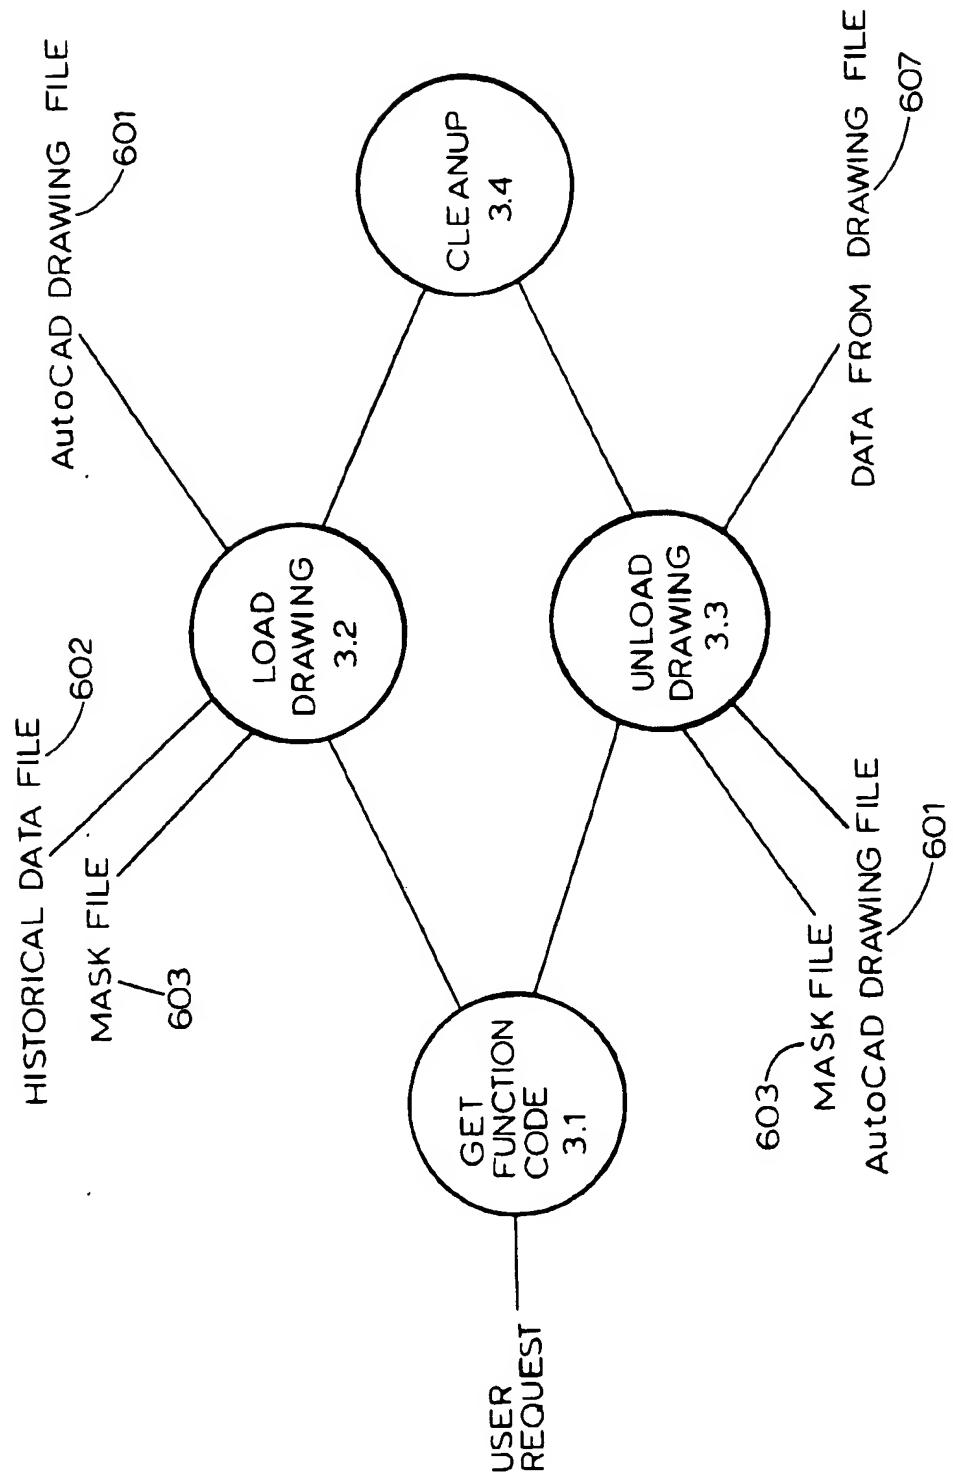 HISTORICAL DATA FILE
602
MASK FILE
603
AutoCAD DRAWING FILE
601
LOAD
DRAWING
3.2
USER
REQUEST
GET
FUNCTION
CODE
3.1
CLEANUP
3.4
UNLOAD
DRAWING
3.3
603
MASK FILE
AutoCAD DRAWING FILE
601
DATA FROM DRAWING FILE
607